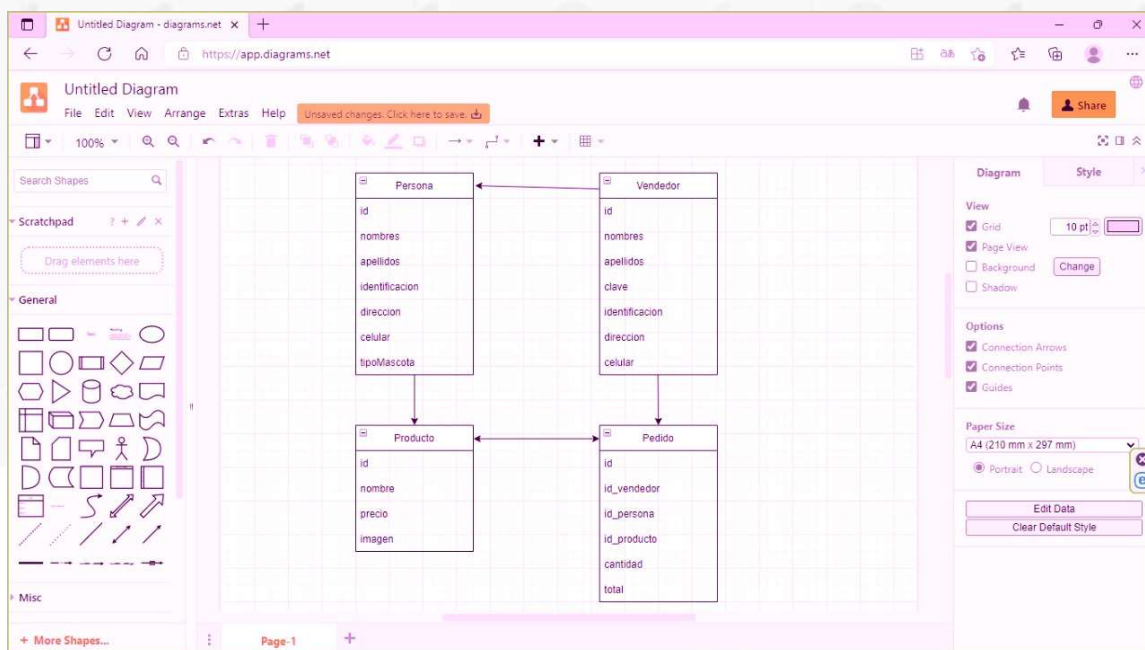 Untitled Diagram - diagrams.net
https://app.diagrams.net
Untitled Diagram
File Edit View Arrange Extras Help Unsaved changes. Click here to save.
Share
100%
Search Shapes
Scratchpad
Drag elements here
General
Misc
+ More Shapes...
Persona
id
nombres
apellidos
identificacion
direccion
celular
tipoMascota
Vendedor
id
nombres
apellidos
clave
identificacion
direccion
celular
Producto
id
nombre
precio
imagen
Pedido
id
id_vendedor
id_persona
id_producto
cantidad
total
Page-1
Diagram Style
View
Grid 10 pt
Page View
Background Change
Shadow
Options
Connection Arrows
Connection Points
Guides
Paper Size
A4 (210 mm x 297 mm)
Portrait Landscape
Edit Data
Clear Default Style